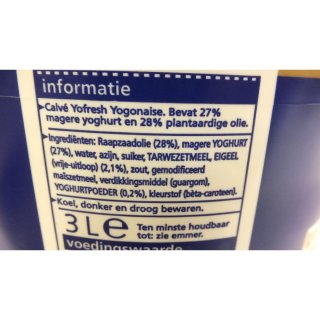 informatie
Calvé Yofresh Yogonaise. Bevat 27%
magere yoghurt en 28% plantaardige olie.
Ingrediënten: Raapzaadolie (28%), magere YOGHURT
(27%), water, azijn, suiker, TARWEZETMEEL, EIGEEL
(vrije-uitloop) (2,1%), zout, gemodificeerd
maïszetmeel, verdikkingsmiddel (guargom),
YOGHURTPOEDER (0,2%), kleurstof (bèta-caroteen).
Koel, donker en droog bewaren.
3 L e Ten minste houdbaar
tot: zie emmer.
voedingswaarde